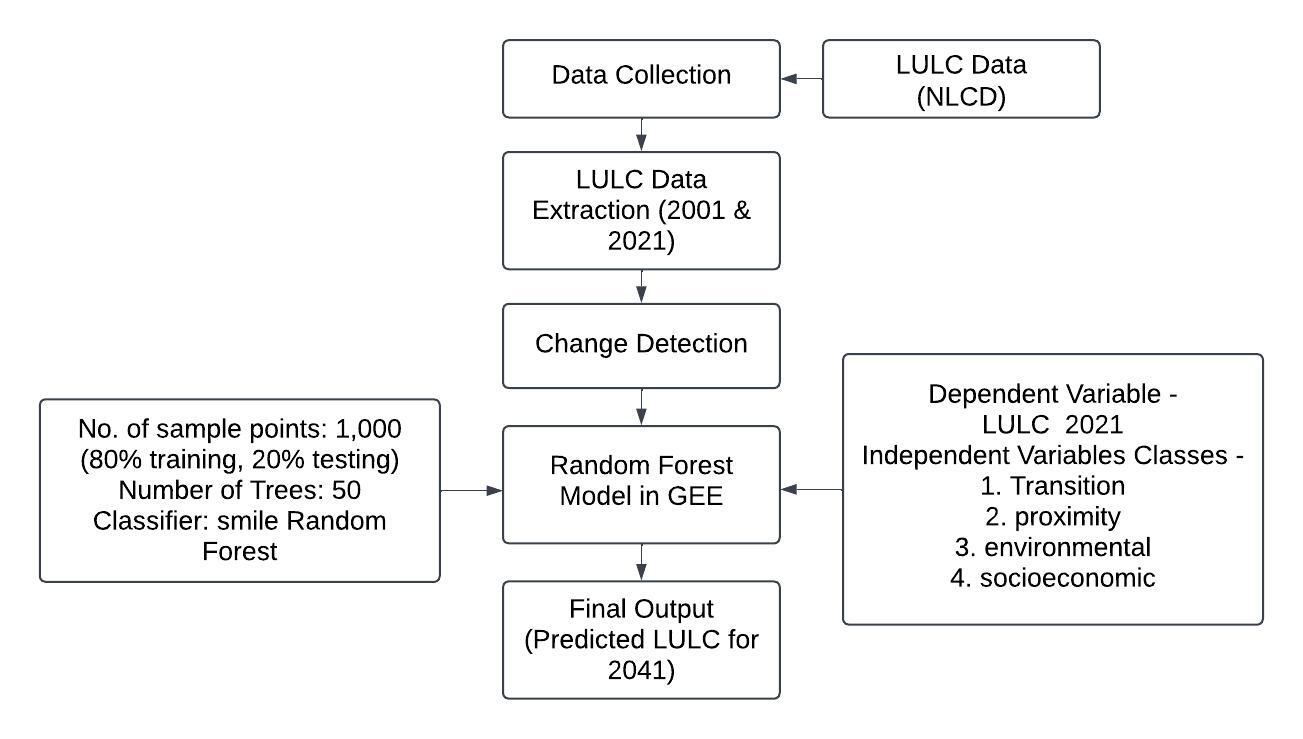 Data Collection
LULC Data
(NLCD)
LULC Data
Extraction (2001 &
2021)
Change Detection
No. of sample points: 1,000
(80% training, 20% testing)
Number of Trees: 50
Classifier: smile Random
Forest
Random Forest
Model in GEE
Dependent Variable -
LULC  2021
Independent Variables Classes -
1. Transition
2. proximity
3. environmental
4. socioeconomic
Final Output
(Predicted LULC for
2041)